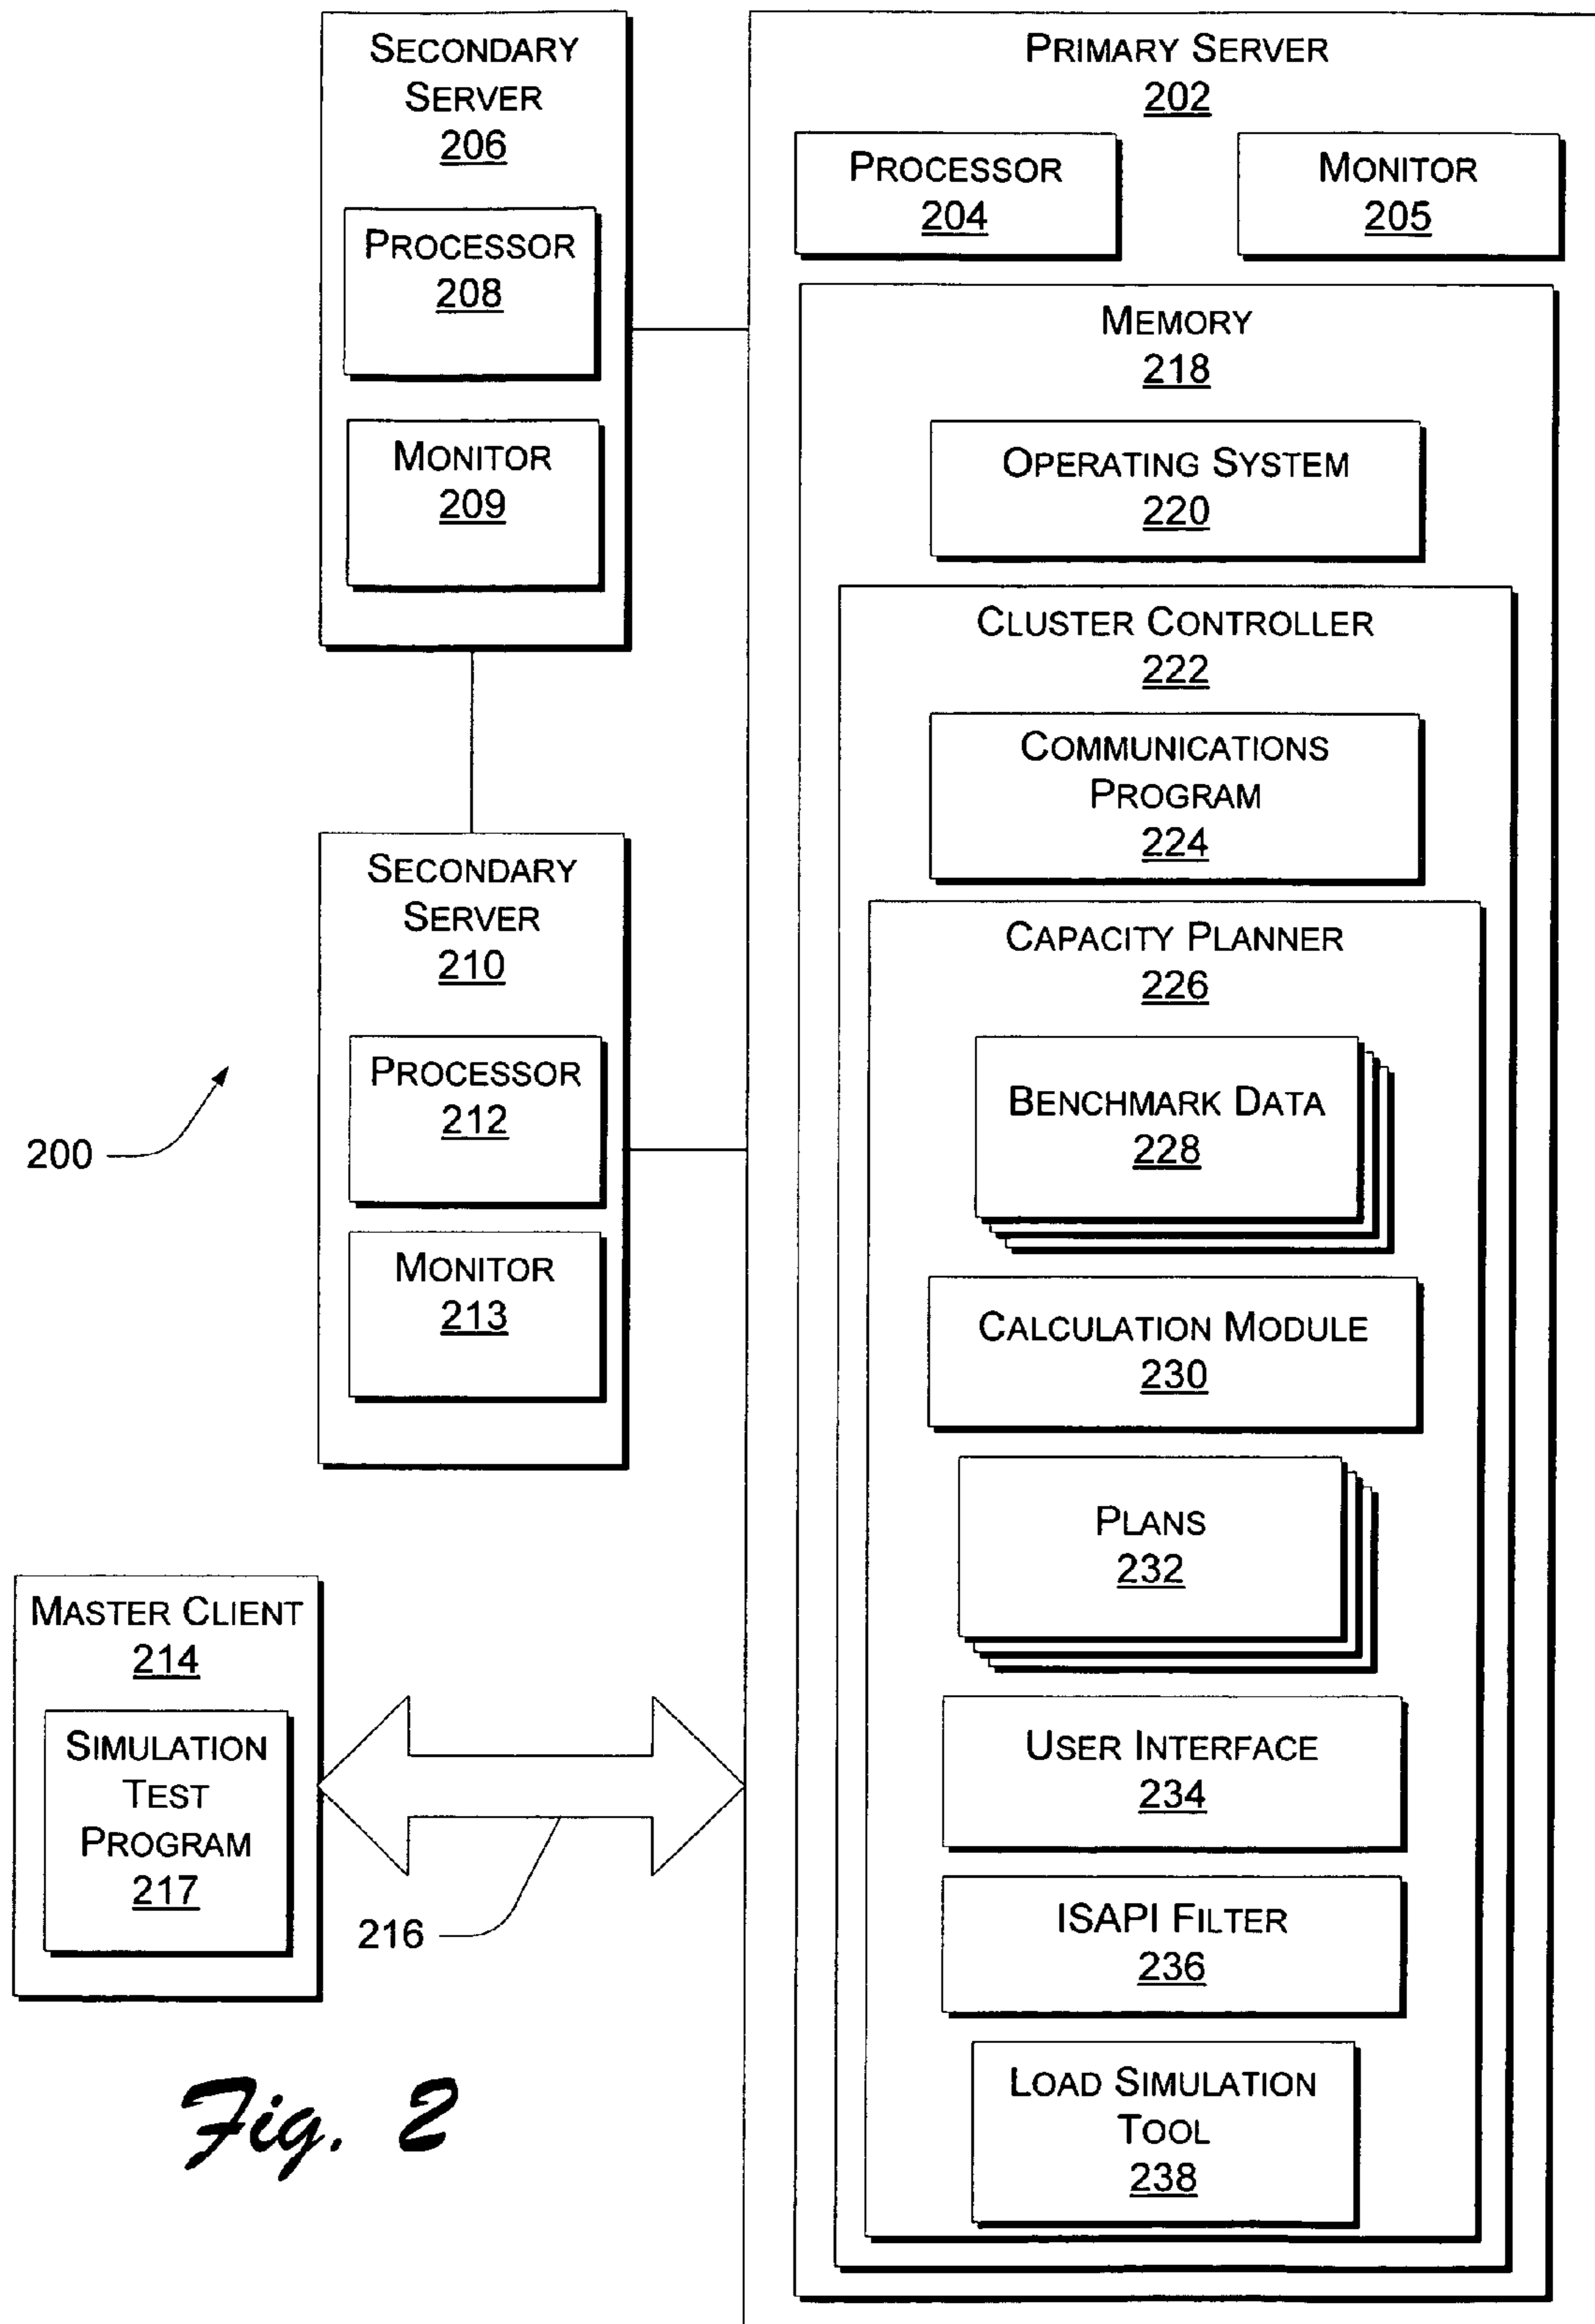 SECONDARY
SERVER
206
PROCESSOR
208
MONITOR
209
SECONDARY
SERVER
210
PROCESSOR
212
MONITOR
213
200
MASTER CLIENT
214
SIMULATION
TEST
PROGRAM
217
216
Fig. 2
PRIMARY SERVER
202
PROCESSOR
204
MONITOR
205
MEMORY
218
OPERATING SYSTEM
220
CLUSTER CONTROLLER
222
COMMUNICATIONS
PROGRAM
224
CAPACITY PLANNER
226
BENCHMARK DATA
228
CALCULATION MODULE
230
PLANS
232
USER INTERFACE
234
ISAPI FILTER
236
LOAD SIMULATION
TOOL
238